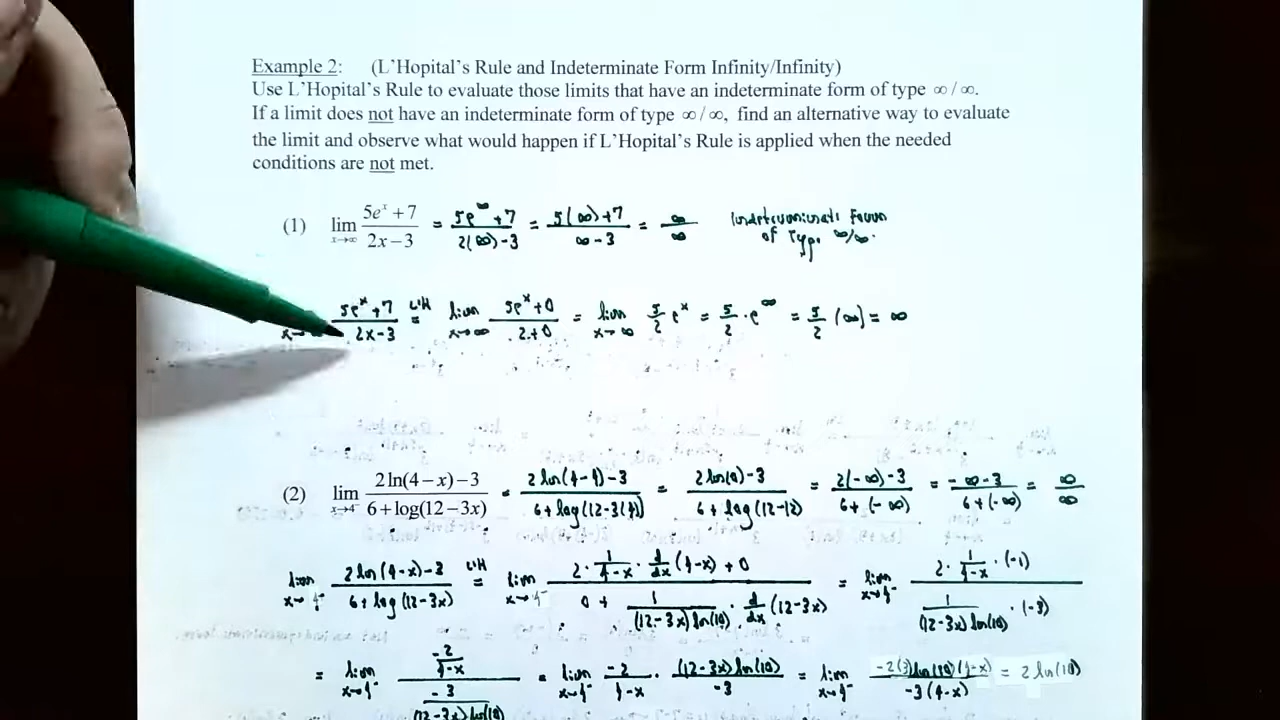 Example 2: (L'Hopital's Rule and Indeterminate Form Infinity/Infinity)
Use L'Hopital's Rule to evaluate those limits that have an indeterminate form of type ∞/∞.
If a limit does not have an indeterminate form of type ∞/∞, find an alternative way to evaluate
the limit and observe what would happen if L'Hopital's Rule is applied when the needed
conditions are not met.
(1) lim x→∞ (5e^x + 7)/(2x − 3) = (5e^∞ + 7)/(2(∞) − 3) = (5(∞) + 7)/(∞ − 3) = ∞/∞ Indeterminate Form
of Type ∞/∞.
(5e^x + 7)/(2x − 3) L'H = lim x→∞ (5e^x + 0)/(2 + 0) = lim x→∞ 5/2 e^x = 5/2 · e^∞ = 5/2 (∞) = ∞
(2) lim x→4⁻ (2ln(4 − x) − 3)/(6 + log(12 − 3x)) = (2 ln(4 − 4) − 3)/(6 + log(12 − 3(4))) = (2 ln(0) − 3)/(6 + log(12 − 12)) = (2(−∞) − 3)/(6 + (−∞)) = (−∞ − 3)/(6 + (−∞)) = ∞/∞
lim x→4⁻ (2 ln(4 − x) − 3)/(6 + log(12 − 3x)) L'H = lim x→4⁻ (2 · 1/(4 − x) · d/dx (4 − x) + 0)/(0 + 1/((12 − 3x) ln(10)) · d/dx (12 − 3x)) = lim x→4⁻ (2 · 1/(4 − x) · (−1))/(1/((12 − 3x) ln(10)) · (−3))
= lim x→4⁻ (−2/(4 − x))/(−3/((12 − 3x) ln(10))) = lim x→4⁻ −2/(4 − x) · (12 − 3x) ln(10)/−3 = lim x→4⁻ (−2(3) ln(10) (4 − x))/(−3(4 − x)) = 2 ln(10)